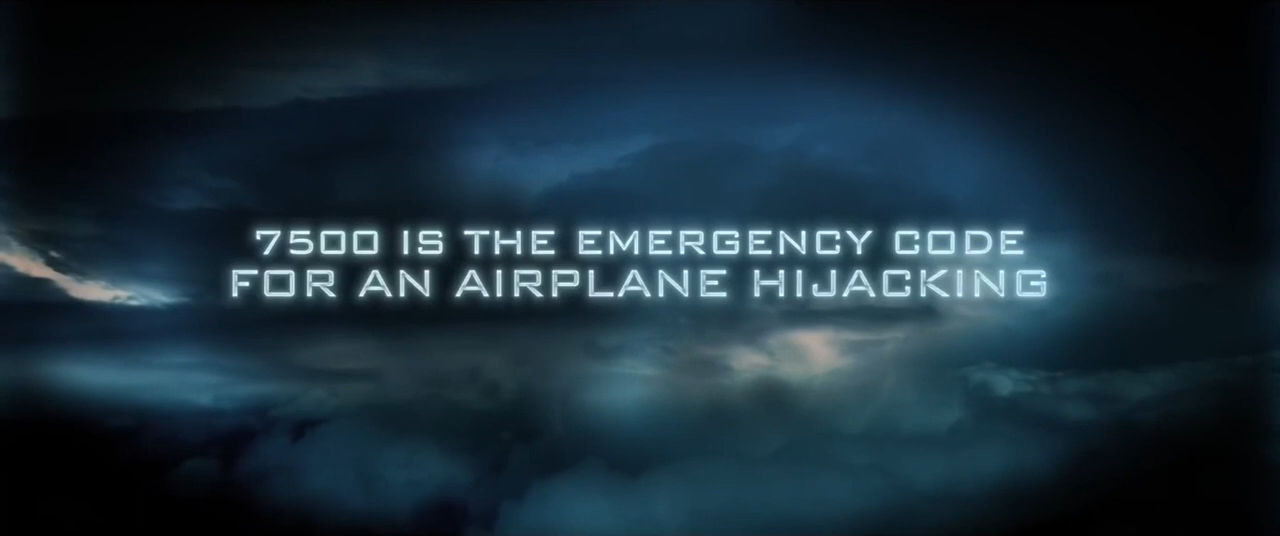 7500 IS THE EMERGENCY CODE
FOR AN AIRPLANE HIJACKING